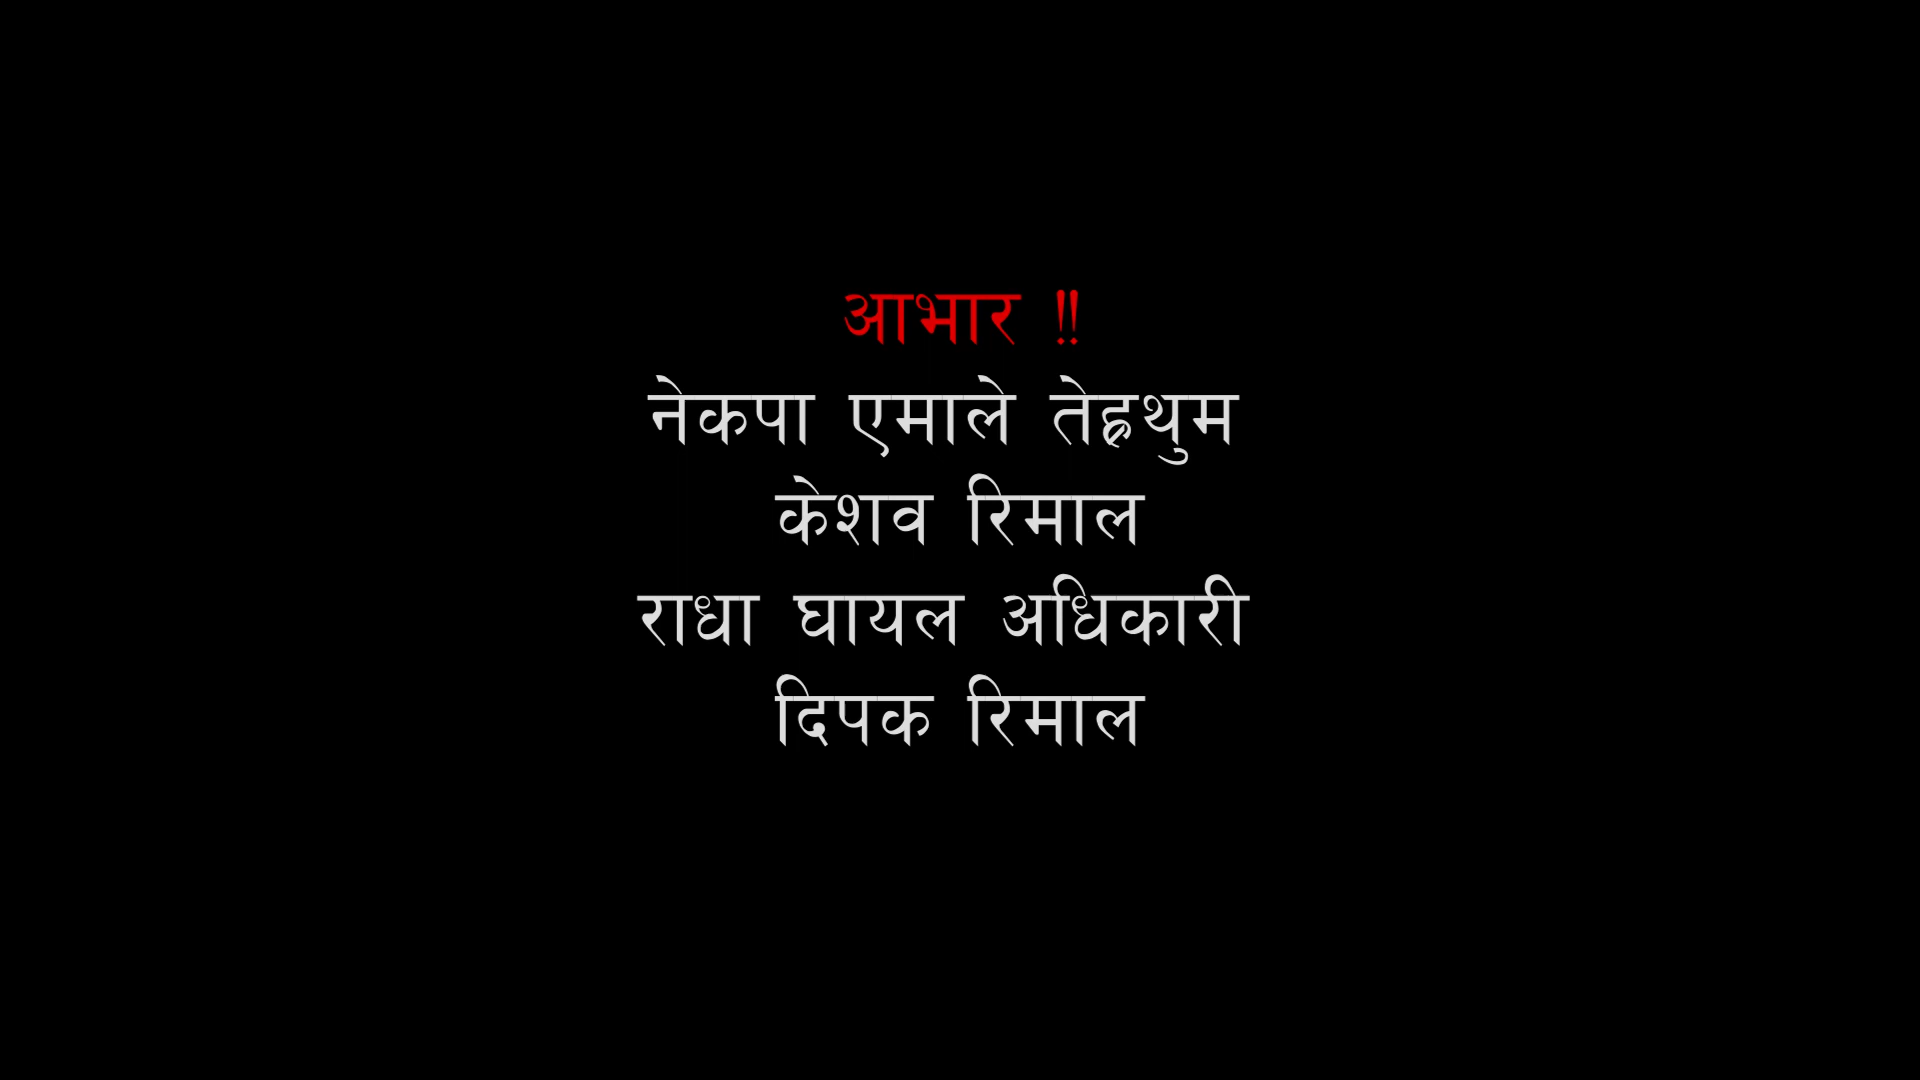 आभार !!
नेकपा एमाले तेह्रथुम
केशव रिमाल
राधा घायल अधिकारी
दिपक रिमाल